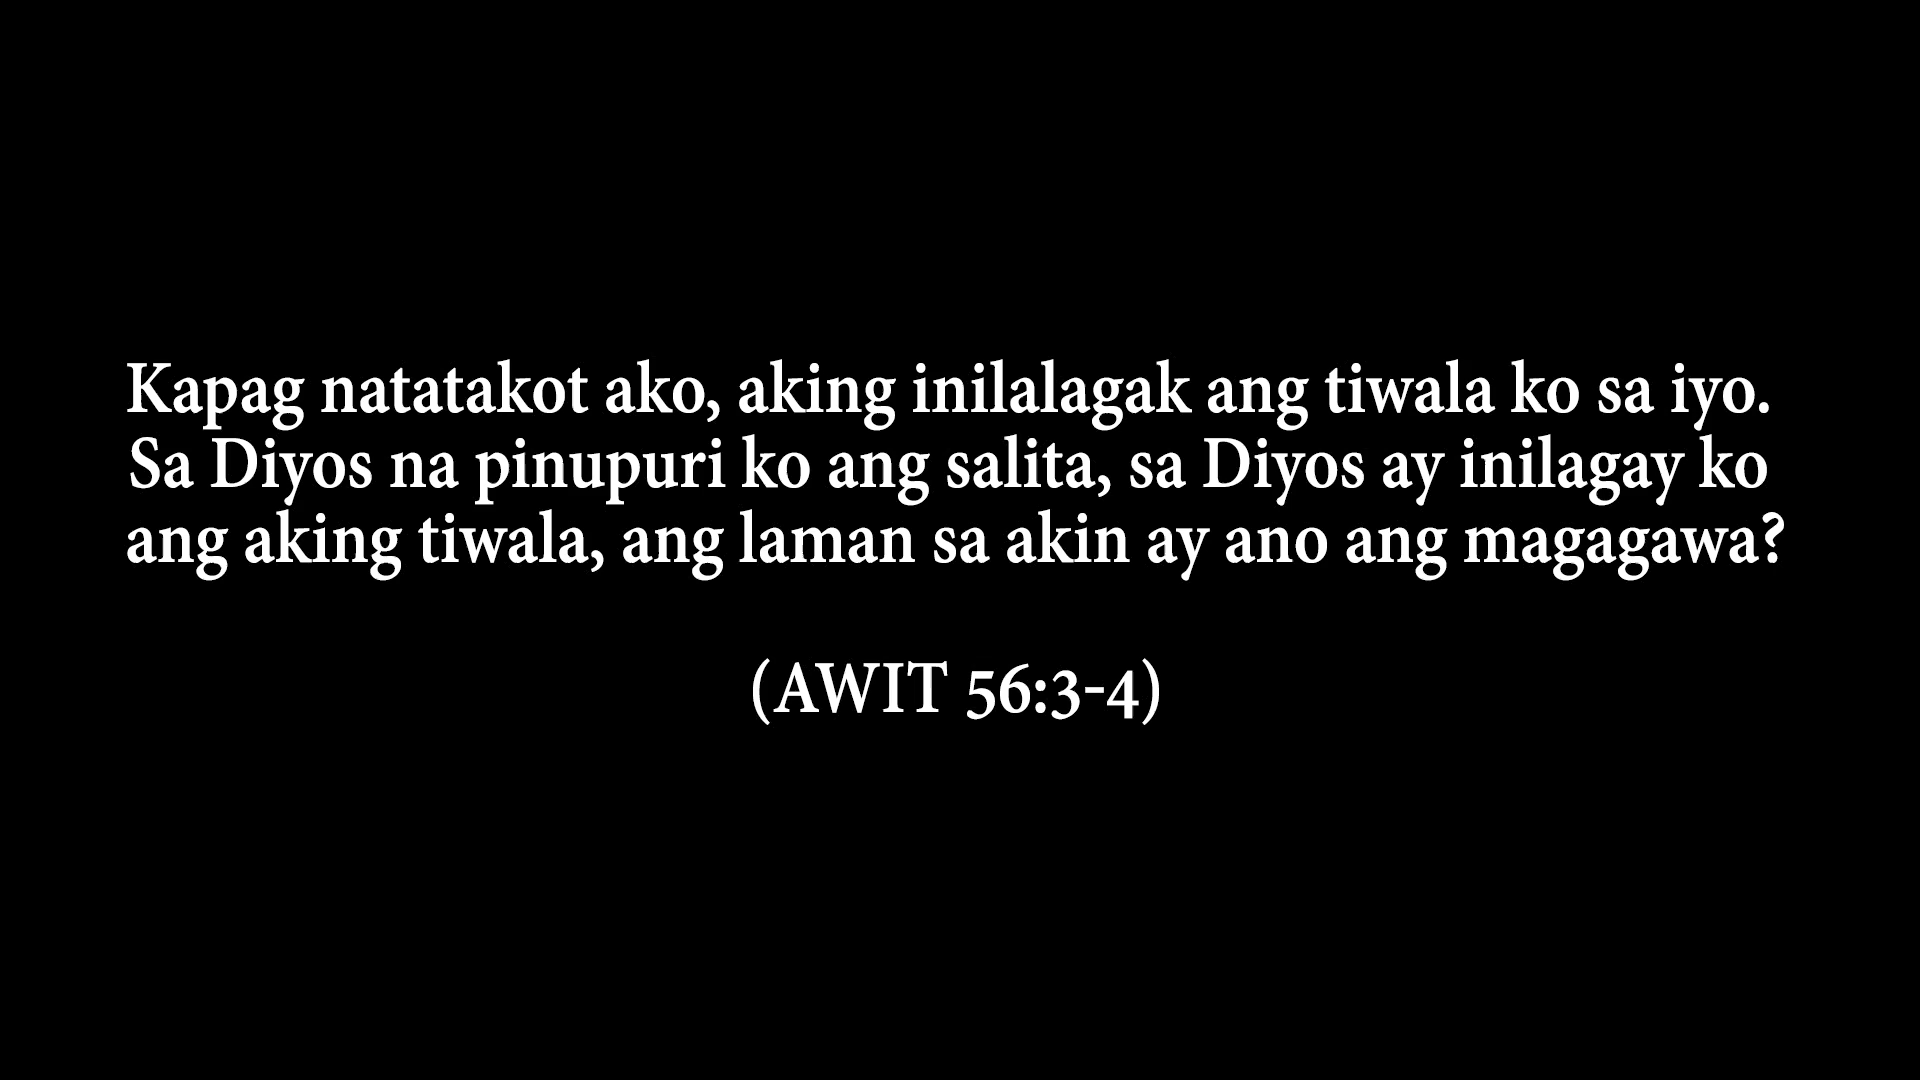 Kapag natatakot ako, aking inilalagak ang tiwala ko sa iyo.
Sa Diyos na pinupuri ko ang salita, sa Diyos ay inilagay ko
ang aking tiwala, ang laman sa akin ay ano ang magagawa?
(AWIT 56:3-4)